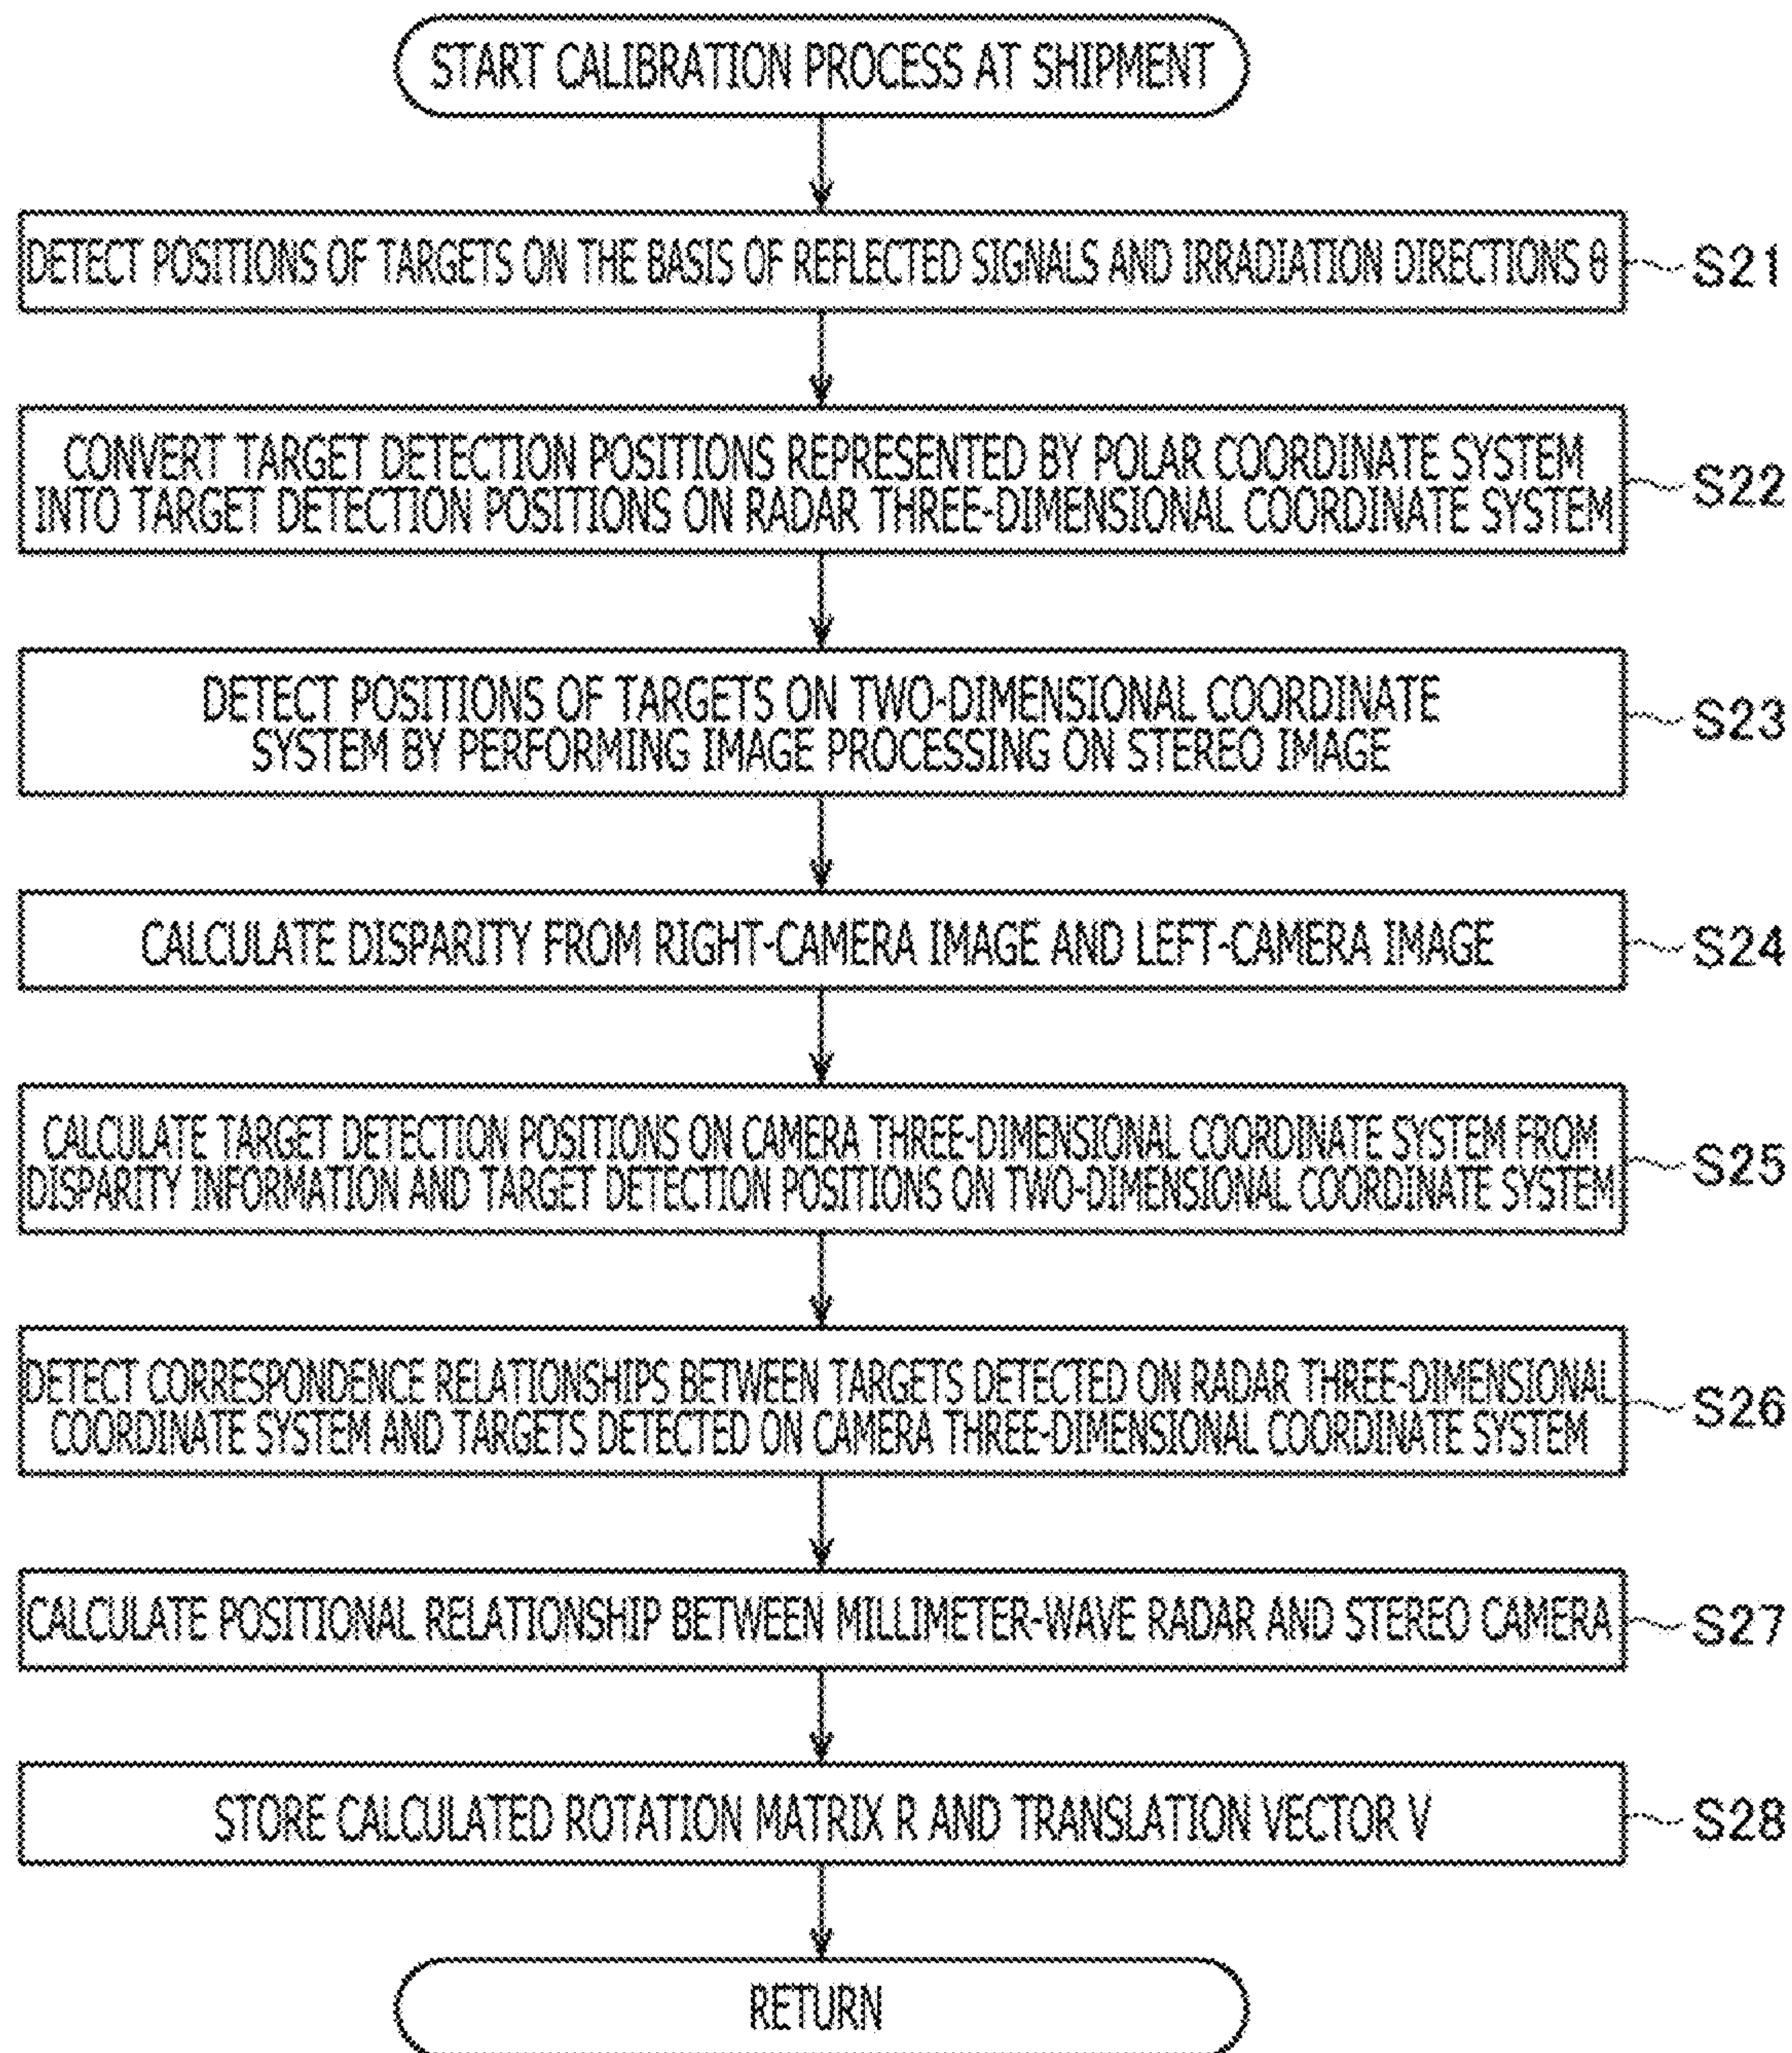 START CALIBRATION PROCESS AT SHIPMENT
DETECT POSITIONS OF TARGETS ON THE BASIS OF REFLECTED SIGNALS AND IRRADIATION DIRECTIONS θ
S21
CONVERT TARGET DETECTION POSITIONS REPRESENTED BY POLAR COORDINATE SYSTEM
INTO TARGET DETECTION POSITIONS ON RADAR THREE-DIMENSIONAL COORDINATE SYSTEM
S22
DETECT POSITIONS OF TARGETS ON TWO-DIMENSIONAL COORDINATE
SYSTEM BY PERFORMING IMAGE PROCESSING ON STEREO IMAGE
S23
CALCULATE DISPARITY FROM RIGHT-CAMERA IMAGE AND LEFT-CAMERA IMAGE
S24
CALCULATE TARGET DETECTION POSITIONS ON CAMERA THREE-DIMENSIONAL COORDINATE SYSTEM FROM
DISPARITY INFORMATION AND TARGET DETECTION POSITIONS ON TWO-DIMENSIONAL COORDINATE SYSTEM
S25
DETECT CORRESPONDENCE RELATIONSHIPS BETWEEN TARGETS DETECTED ON RADAR THREE-DIMENSIONAL
COORDINATE SYSTEM AND TARGETS DETECTED ON CAMERA THREE-DIMENSIONAL COORDINATE SYSTEM
S26
CALCULATE POSITIONAL RELATIONSHIP BETWEEN MILLIMETER-WAVE RADAR AND STEREO CAMERA
S27
STORE CALCULATED ROTATION MATRIX R AND TRANSLATION VECTOR V
S28
RETURN